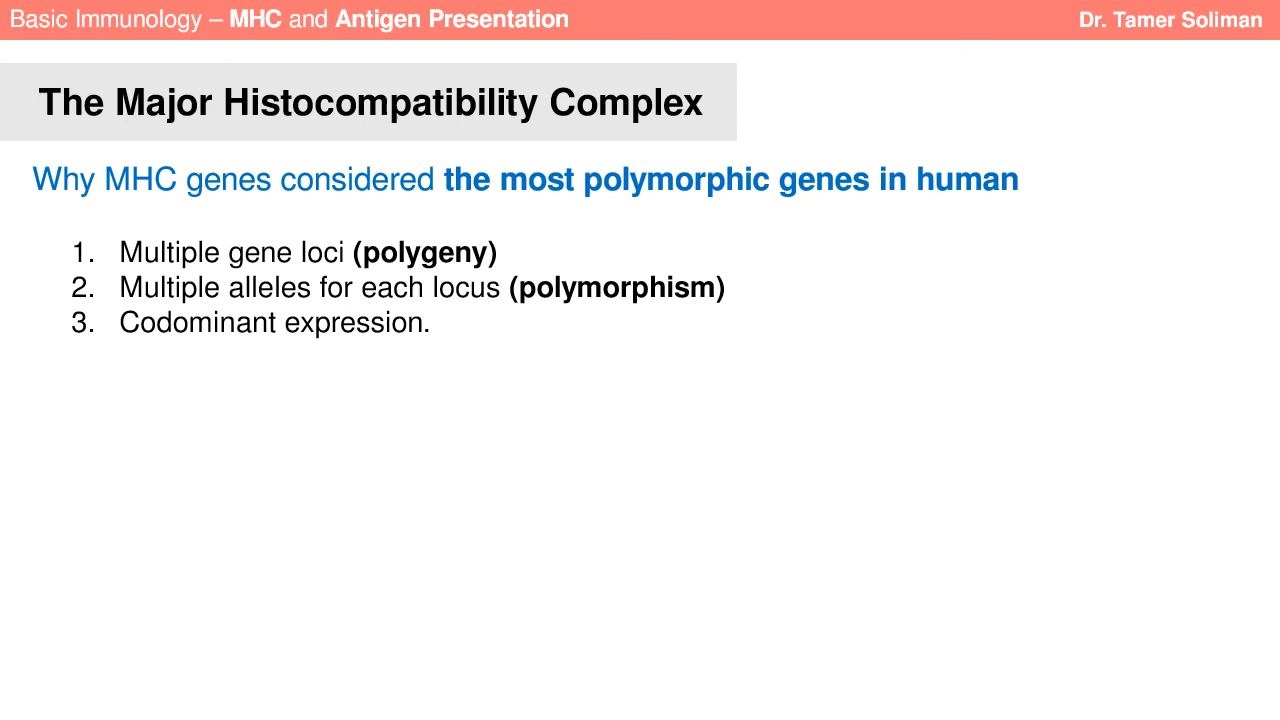 Basic Immunology – MHC and Antigen Presentation
Dr. Tamer Soliman
The Major Histocompatibility Complex
Why MHC genes considered the most polymorphic genes in human
1. Multiple gene loci (polygeny)
2. Multiple alleles for each locus (polymorphism)
3. Codominant expression.